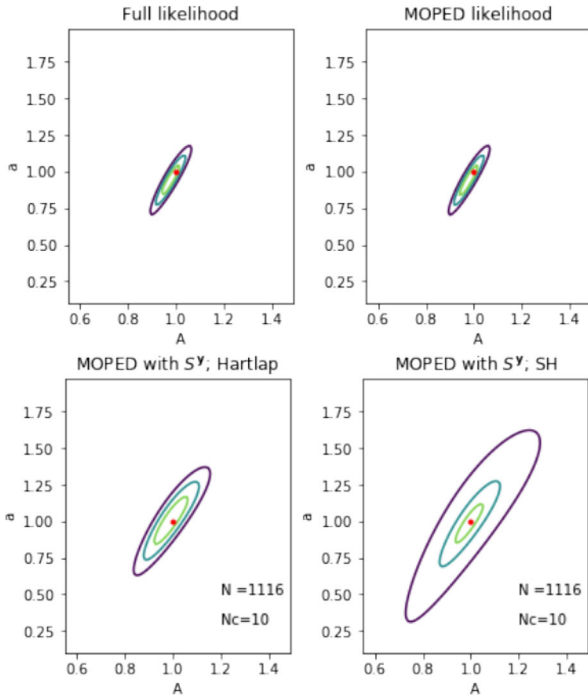 Full likelihood
MOPED likelihood
a
1.75
1.50
1.25
1.00
0.75
0.50
0.25
0.6 0.8 1.0 1.2 1.4
A
a
1.75
1.50
1.25
1.00
0.75
0.50
0.25
0.6 0.8 1.0 1.2 1.4
A
MOPED with S^y; Hartlap
MOPED with S^y; SH
a
1.75
1.50
1.25
1.00
0.75
0.50
0.25
N =1116
Nc=10
0.6 0.8 1.0 1.2 1.4
A
a
1.75
1.50
1.25
1.00
0.75
0.50
0.25
N =1116
Nc=10
0.6 0.8 1.0 1.2 1.4
A